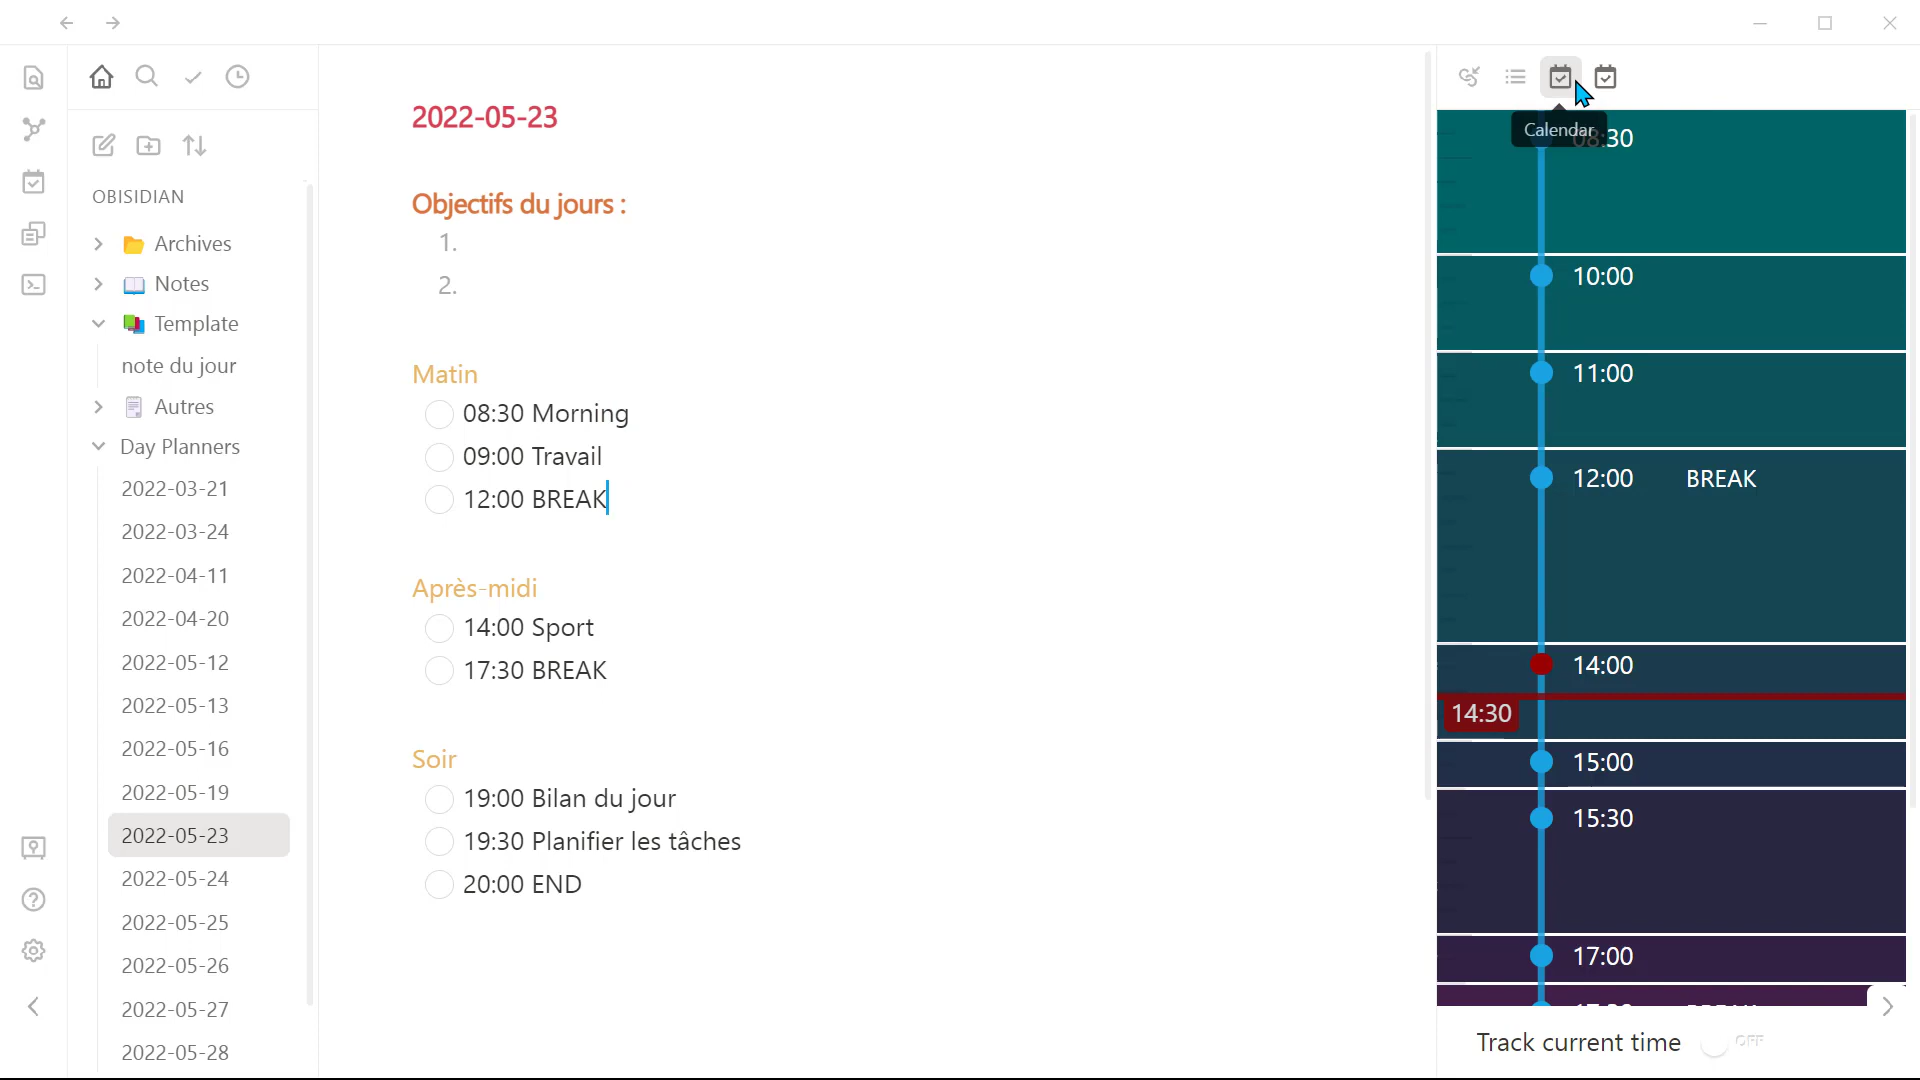 OBISIDIAN
Archives
Notes
Template
note du jour
Autres
Day Planners
2022-03-21
2022-03-24
2022-04-11
2022-04-20
2022-05-12
2022-05-13
2022-05-16
2022-05-19
2022-05-23
2022-05-24
2022-05-25
2022-05-26
2022-05-27
2022-05-28
2022-05-23
Objectifs du jours :
1.
2.
Matin
08:30 Morning
09:00 Travail
12:00 BREAK
Après-midi
14:00 Sport
17:30 BREAK
Soir
19:00 Bilan du jour
19:30 Planifier les tâches
20:00 END
Calendar
08:30
10:00
11:00
12:00 BREAK
14:00
14:30
15:00
15:30
17:00
Track current time OFF